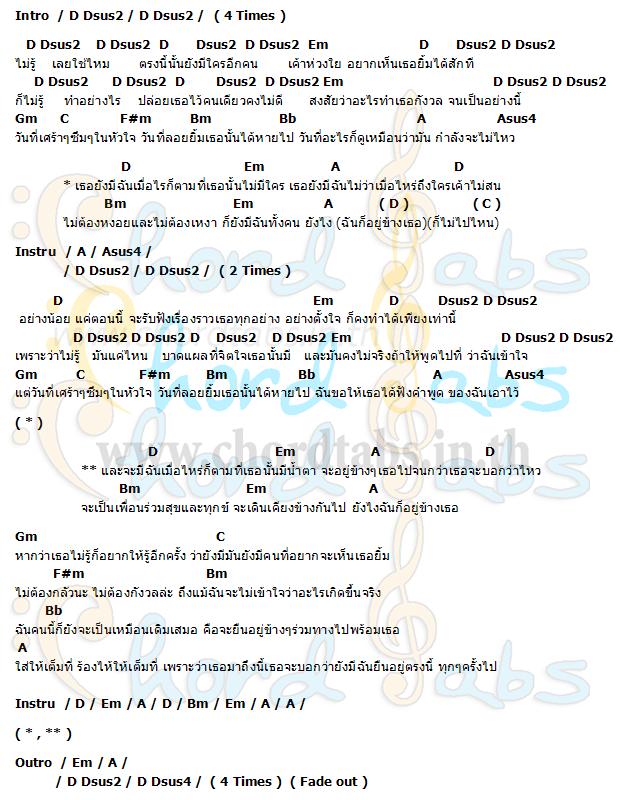 Intro / D Dsus2 / D Dsus2 / ( 4 Times )
D Dsus2 D Dsus2 D Dsus2 D Dsus2 Em D Dsus2 D Dsus2
ไม่รู้ เลยใช่ไหม ตรงนี้นั้นยังมีใครอีกคน เค้าห่วงใย อยากเห็นเธอยิ้มได้สักที
D Dsus2 D Dsus2 D Dsus2 D Dsus2 Em D Dsus2 D Dsus2
ก็ไม่รู้ ทำอย่างไร ปล่อยเธอไว้คนเดียวคงไม่ดี สงสัยว่าอะไรทำเธอกังวล จนเป็นอย่างนี้
Gm C F#m Bm Bb A Asus4
วันที่เศร้าๆซึมๆในหัวใจ วันที่ลอยยิ้มเธอนั้นได้หายไป วันที่อะไรก็ดูเหมือนว่ามัน กำลังจะไม่ไหว
D Em A D
* เธอยังมีฉันเมื่อไรก็ตามที่เธอนั้นไม่มีใคร เธอยังมีฉันไม่ว่าเมื่อไหร่ถึงใครเค้าไม่สน
Bm Em A ( D ) ( C )
ไม่ต้องหงอยและไม่ต้องเหงา ก็ยังมีฉันทั้งคน ยังไง (ฉันก็อยู่ข้างเธอ)(ก็ไม่ไปไหน)
Instru / A / Asus4 /
/ D Dsus2 / D Dsus2 / ( 2 Times )
D Em D Dsus2 D Dsus2
อย่างน้อย แค่ตอนนี้ จะรับฟังเรื่องราวเธอทุกอย่าง อย่างตั้งใจ ก็คงทำได้เพียงเท่านี้
D Dsus2 D Dsus2 D Dsus2 D Dsus2 Em D Dsus2 D Dsus2
เพราะว่าไม่รู้ มันแค่ไหน บาดแผลที่จิตใจเธอนั้นมี และมันคงไม่จริงถ้าให้พูดไปที่ ว่าฉันเข้าใจ
Gm C F#m Bm Bb A Asus4
แต่วันที่เศร้าๆซึมๆในหัวใจ วันที่ลอยยิ้มเธอนั้นได้หายไป ฉันขอให้เธอได้ฟังคำพูด ของฉันเอาไว้
( * )
www.chordtabs.in.th
D Em A D
** และจะมีฉันเมื่อไหร่ก็ตามที่เธอนั้นมีน้ำตา จะอยู่ข้างๆเธอไปจนกว่าเธอจะบอกว่าไหว
Bm Em A
จะเป็นเพื่อนร่วมสุขและทุกข์ จะเดินเคียงข้างกันไป ยังไงฉันก็อยู่ข้างเธอ
Gm C
หากว่าเธอไม่รู้ก็อยากให้รู้อีกครั้ง ว่ายังมีมันยังมีคนที่อยากจะเห็นเธอยิ้ม
F#m Bm
ไม่ต้องกลัวนะ ไม่ต้องกังวลล่ะ ถึงแม้ฉันจะไม่เข้าใจว่าอะไรเกิดขึ้นจริง
Bb
ฉันคนนี้ก็ยังจะเป็นเหมือนเดิมเสมอ คือจะยืนอยู่ข้างๆร่วมทางไปพร้อมเธอ
A
ใส่ให้เต็มที่ ร้องไห้ให้เต็มที่ เพราะว่าเธอมาถึงนี้เธอจะบอกว่ายังมีฉันยืนอยู่ตรงนี้ ทุกๆครั้งไป
Instru / D / Em / A / D / Bm / Em / A / A /
( * , ** )
Outro / Em / A /
/ D Dsus2 / D Dsus4 / ( 4 Times ) ( Fade out )